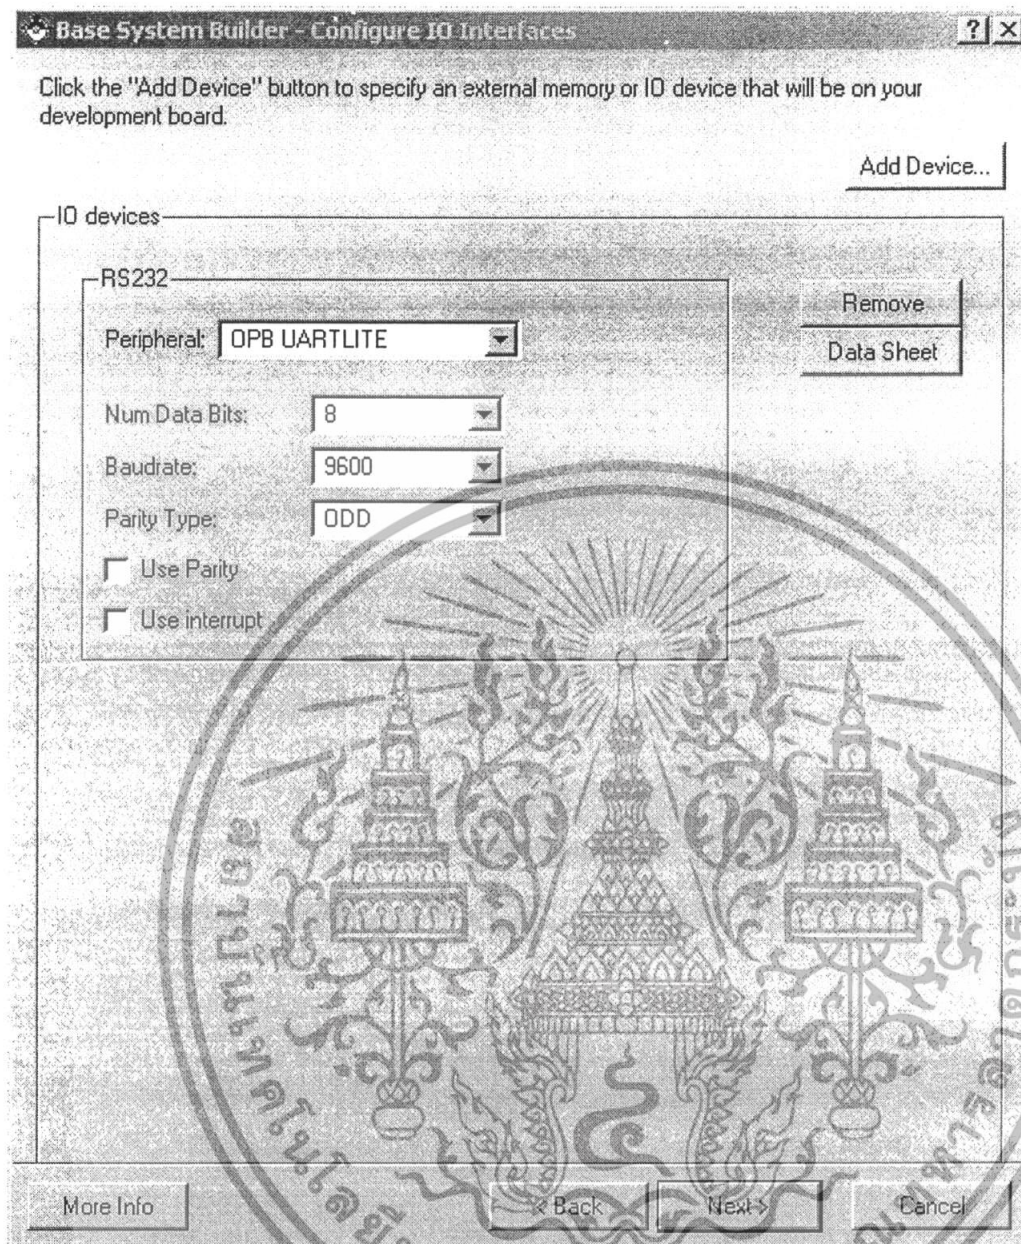 Base System Builder - Configure IO Interfaces
Click the "Add Device" button to specify an external memory or IO device that will be on your
development board.
Add Device...
IO devices
RS232
Peripheral: OPB UARTLITE
Remove
Data Sheet
Num Data Bits: 8
Baudrate: 9600
Parity Type: ODD
Use Parity
Use interrupt
More Info
< Back
Next >
Cancel